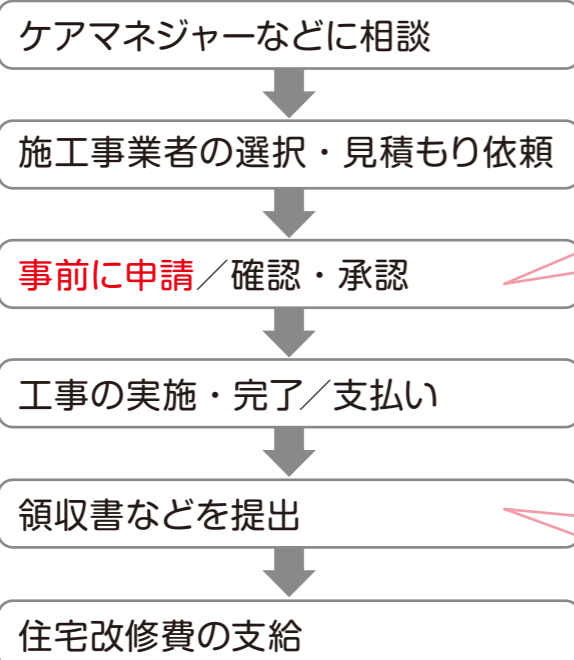 ケアマネジャーなどに相談
施工事業者の選択・見積もり依頼
事前に申請／確認・承認
工事の実施・完了／支払い
領収書などを提出
住宅改修費の支給